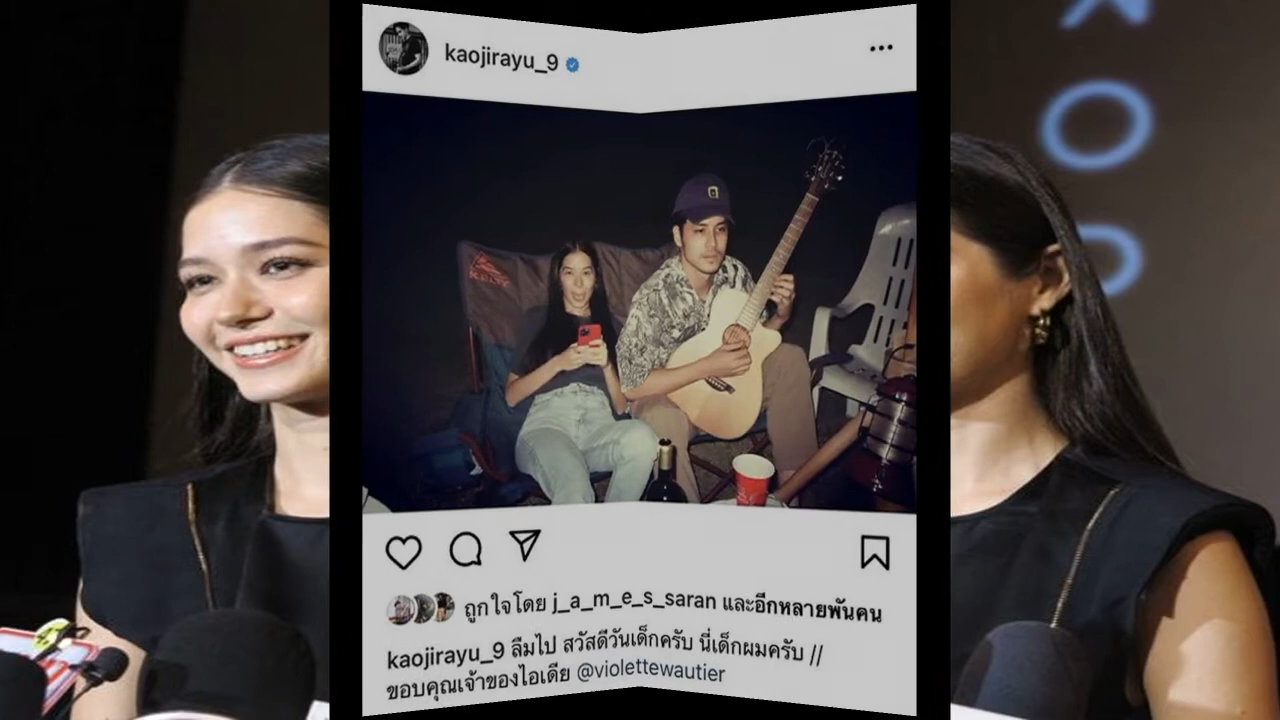 kaojirayu_9
KOO
ถูกใจโดย j_a_m_e_s_saran และอีกหลายพันคน
kaojirayu_9 ลืมไป สวัสดีวันเด็กครับ นี่เด็กผมครับ //
ขอบคุณเจ้าของไอเดีย @violettewautier